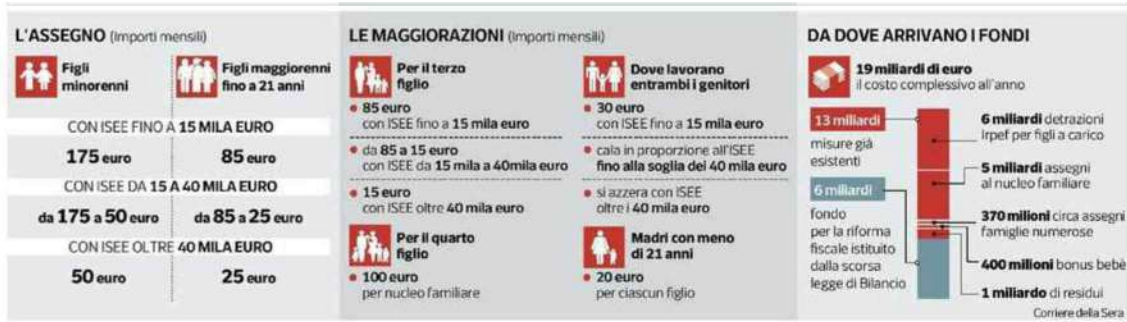 L'ASSEGNO (Importi mensili)
Figli
minorenni
Figli maggiorenni
fino a 21 anni
CON ISEE FINO A 15 MILA EURO
175 euro
85 euro
CON ISEE DA 15 A 40 MILA EURO
da 175 a 50 euro
da 85 a 25 euro
CON ISEE OLTRE 40 MILA EURO
50 euro
25 euro
LE MAGGIORAZIONI (Importi mensili)
Per il terzo
figlio
• 85 euro
con ISEE fino a 15 mila euro
• da 85 a 15 euro
con ISEE da 15 mila a 40mila euro
• 15 euro
con ISEE oltre 40 mila euro
Per il quarto
figlio
• 100 euro
per nucleo familiare
Dove lavorano
entrambi i genitori
• 30 euro
con ISEE fino a 15 mila euro
• cala in proporzione all'ISEE
fino alla soglia dei 40 mila euro
• si azzera con ISEE
oltre i 40 mila euro
Madri con meno
di 21 anni
• 20 euro
per ciascun figlio
DA DOVE ARRIVANO I FONDI
19 miliardi di euro
il costo complessivo all'anno
13 miliardi
misure già
esistenti
6 miliardi
fondo
per la riforma
fiscale istituito
dalla scorsa
legge di Bilancio
6 miliardi detrazioni
Irpef per figli a carico
5 miliardi assegni
al nucleo familiare
370 milioni circa assegni
famiglie numerose
400 milioni bonus bebè
1 miliardo di residui
Corriere della Sera